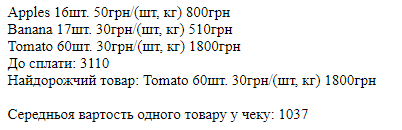 Apples 16шт. 50грн/(шт, кг) 800грн
Banana 17шт. 30грн/(шт, кг) 510грн
Tomato 60шт. 30грн/(шт, кг) 1800грн
До сплати: 3110
Найдорожчий товар: Tomato 60шт. 30грн/(шт, кг) 1800грн
Середньоя вартость одного товару у чеку: 1037